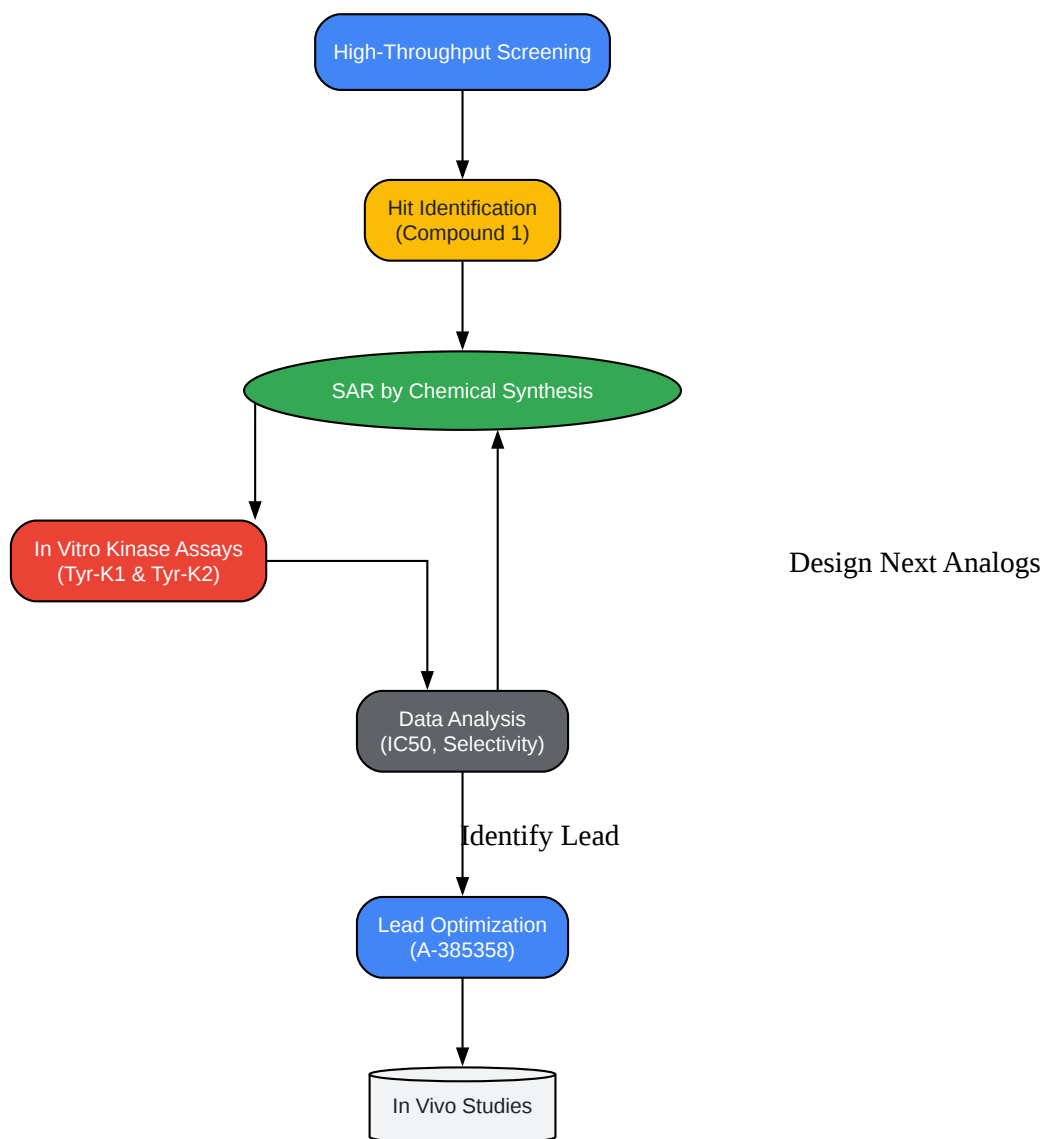 High-Throughput Screening
Hit Identification
(Compound 1)
SAR by Chemical Synthesis
In Vitro Kinase Assays
(Tyr-K1 & Tyr-K2)
Design Next Analogs
Data Analysis
(IC50, Selectivity)
Identify Lead
Lead Optimization
(A-385358)
In Vivo Studies